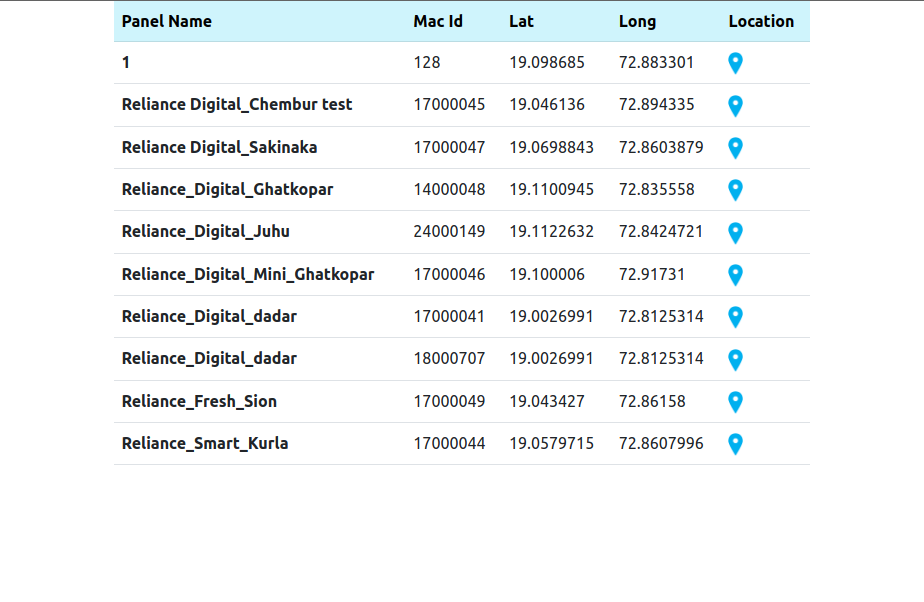 Panel Name Mac Id Lat Long Location
1 128 19.098685 72.883301
Reliance Digital_Chembur test 17000045 19.046136 72.894335
Reliance Digital_Sakinaka 17000047 19.0698843 72.8603879
Reliance_Digital_Ghatkopar 14000048 19.1100945 72.835558
Reliance_Digital_Juhu 24000149 19.1122632 72.8424721
Reliance_Digital_Mini_Ghatkopar 17000046 19.100006 72.91731
Reliance_Digital_dadar 17000041 19.0026991 72.8125314
Reliance_Digital_dadar 18000707 19.0026991 72.8125314
Reliance_Fresh_Sion 17000049 19.043427 72.86158
Reliance_Smart_Kurla 17000044 19.0579715 72.8607996